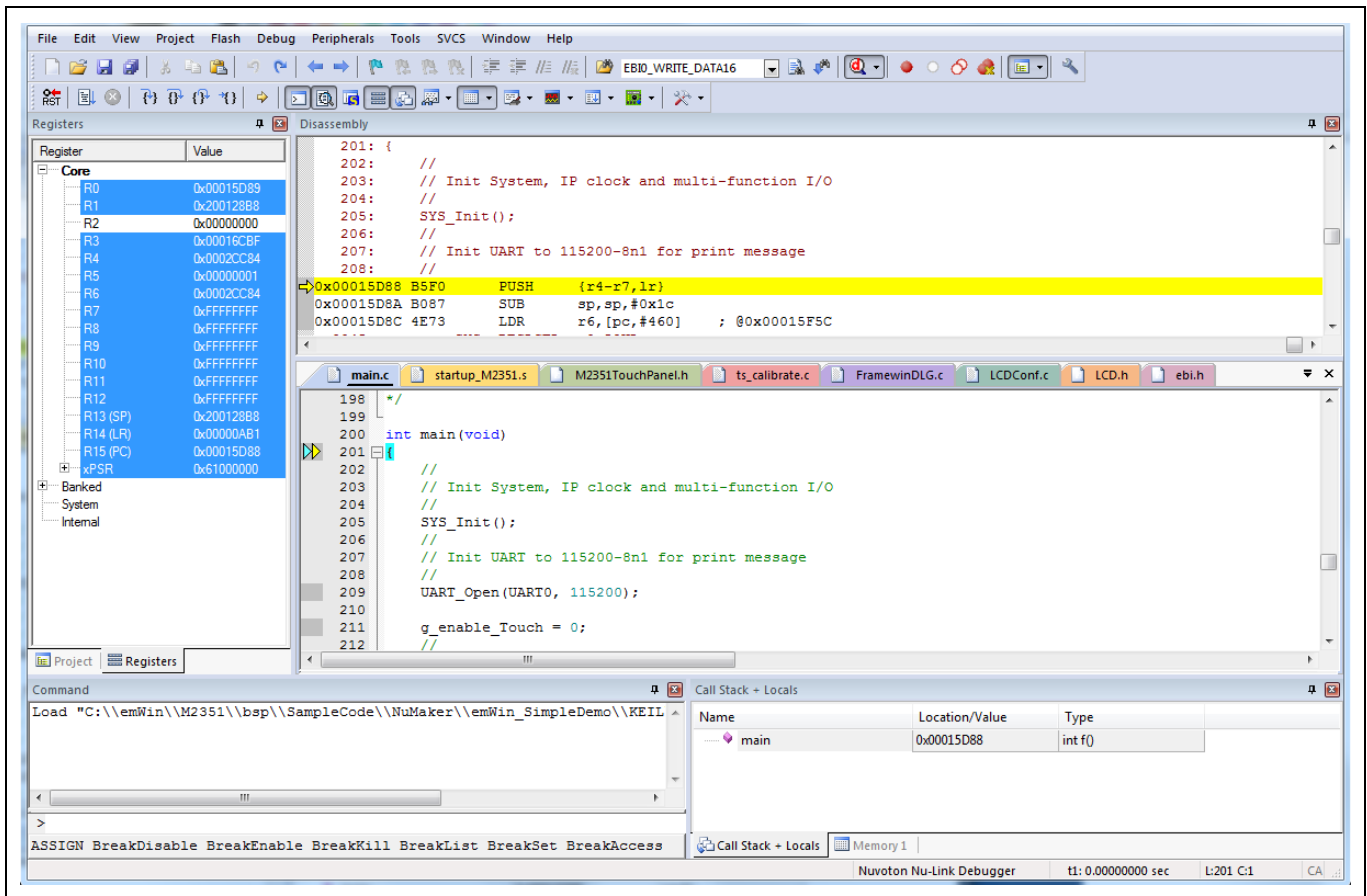 File Edit View Project Flash Debug Peripherals Tools SVCS Window Help
EBI0_WRITE_DATA16
RST
Registers
Register Value
Core
R0 0x00015D89
R1 0x200128B8
R2 0x00000000
R3 0x00016CBF
R4 0x0002CC84
R5 0x00000001
R6 0x0002CC84
R7 0xFFFFFFFF
R8 0xFFFFFFFF
R9 0xFFFFFFFF
R10 0xFFFFFFFF
R11 0xFFFFFFFF
R12 0xFFFFFFFF
R13 (SP) 0x200128B8
R14 (LR) 0x00000AB1
R15 (PC) 0x00015D88
xPSR 0x61000000
Banked
System
Internal
Project Registers
Disassembly
201: {
202: //
203: // Init System, IP clock and multi-function I/O
204: //
205: SYS_Init();
206: //
207: // Init UART to 115200-8n1 for print message
208: //
0x00015D88 B5F0 PUSH {r4-r7,lr}
0x00015D8A B087 SUB sp,sp,#0x1c
0x00015D8C 4E73 LDR r6,[pc,#460] ; @0x00015F5C
main.c startup_M2351.s M2351TouchPanel.h ts_calibrate.c FramewinDLG.c LCDConf.c LCD.h ebi.h
198 */
199
200 int main(void)
201 {
202 //
203 // Init System, IP clock and multi-function I/O
204 //
205 SYS_Init();
206 //
207 // Init UART to 115200-8n1 for print message
208 //
209 UART_Open(UART0, 115200);
210
211 g_enable_Touch = 0;
212 //
Command
Load "C:\\emWin\\M2351\\bsp\\SampleCode\\NuMaker\\emWin_SimpleDemo\\KEIL
>
ASSIGN BreakDisable BreakEnable BreakKill BreakList BreakSet BreakAccess
Call Stack + Locals
Name Location/Value Type
main 0x00015D88 int f()
Call Stack + Locals Memory 1
Nuvoton Nu-Link Debugger t1: 0.00000000 sec L:201 C:1 CA